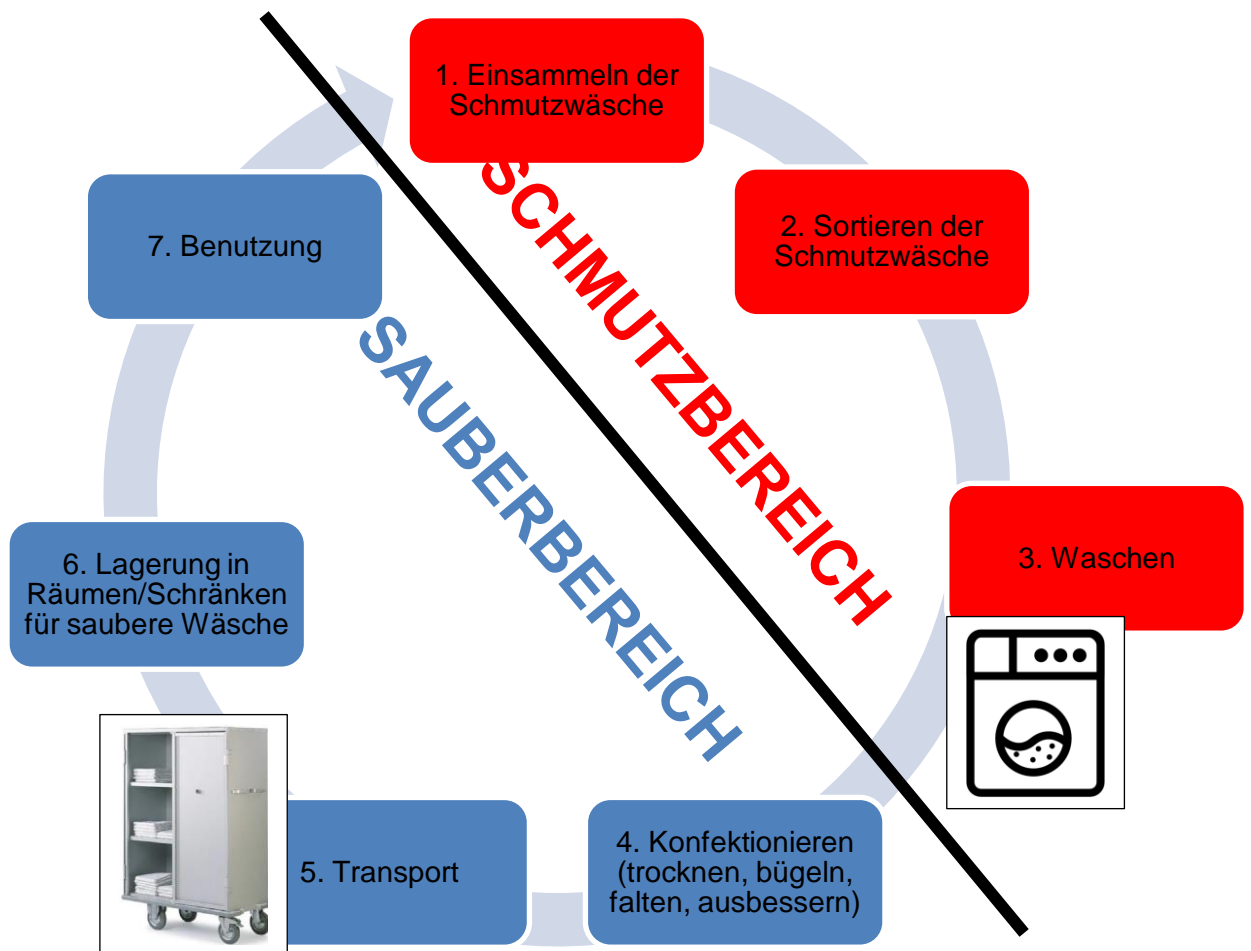 1. Einsammeln der
Schmutzwäsche
2. Sortieren der
Schmutzwäsche
3. Waschen
4. Konfektionieren
(trocknen, bügeln,
falten, ausbessern)
5. Transport
6. Lagerung in
Räumen/Schränken
für saubere Wäsche
7. Benutzung
SCHMUTZBEREICH
SAUBERBEREICH